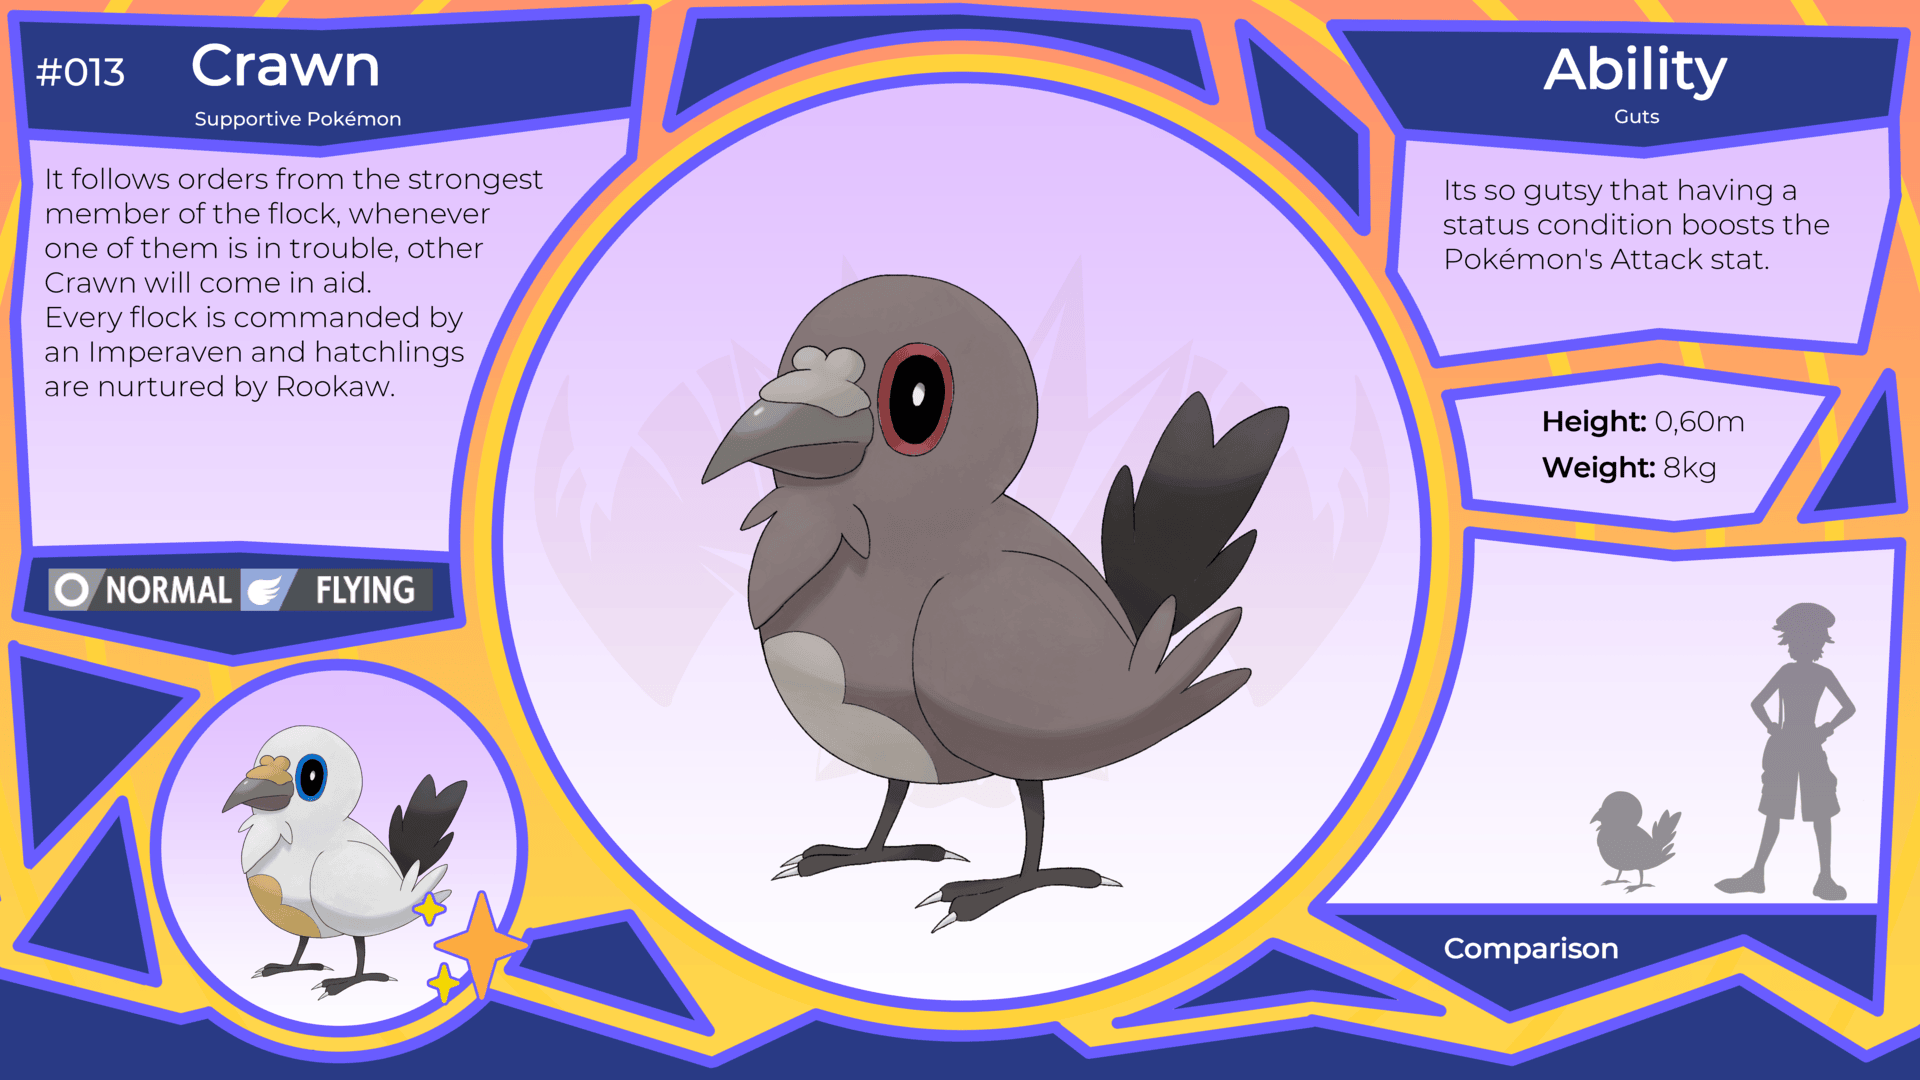 #013 Crawn
Supportive Pokémon
It follows orders from the strongest
member of the flock, whenever
one of them is in trouble, other
Crawn will come in aid.
Every flock is commanded by
an Imperaven and hatchlings
are nurtured by Rookaw.
NORMAL FLYING
Ability
Guts
Its so gutsy that having a
status condition boosts the
Pokémon's Attack stat.
Height: 0,60m
Weight: 8kg
Comparison